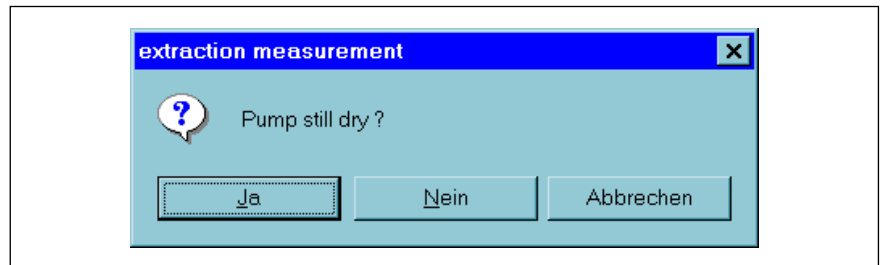 extraction measurement
Pump still dry ?
Ja
Nein
Abbrechen